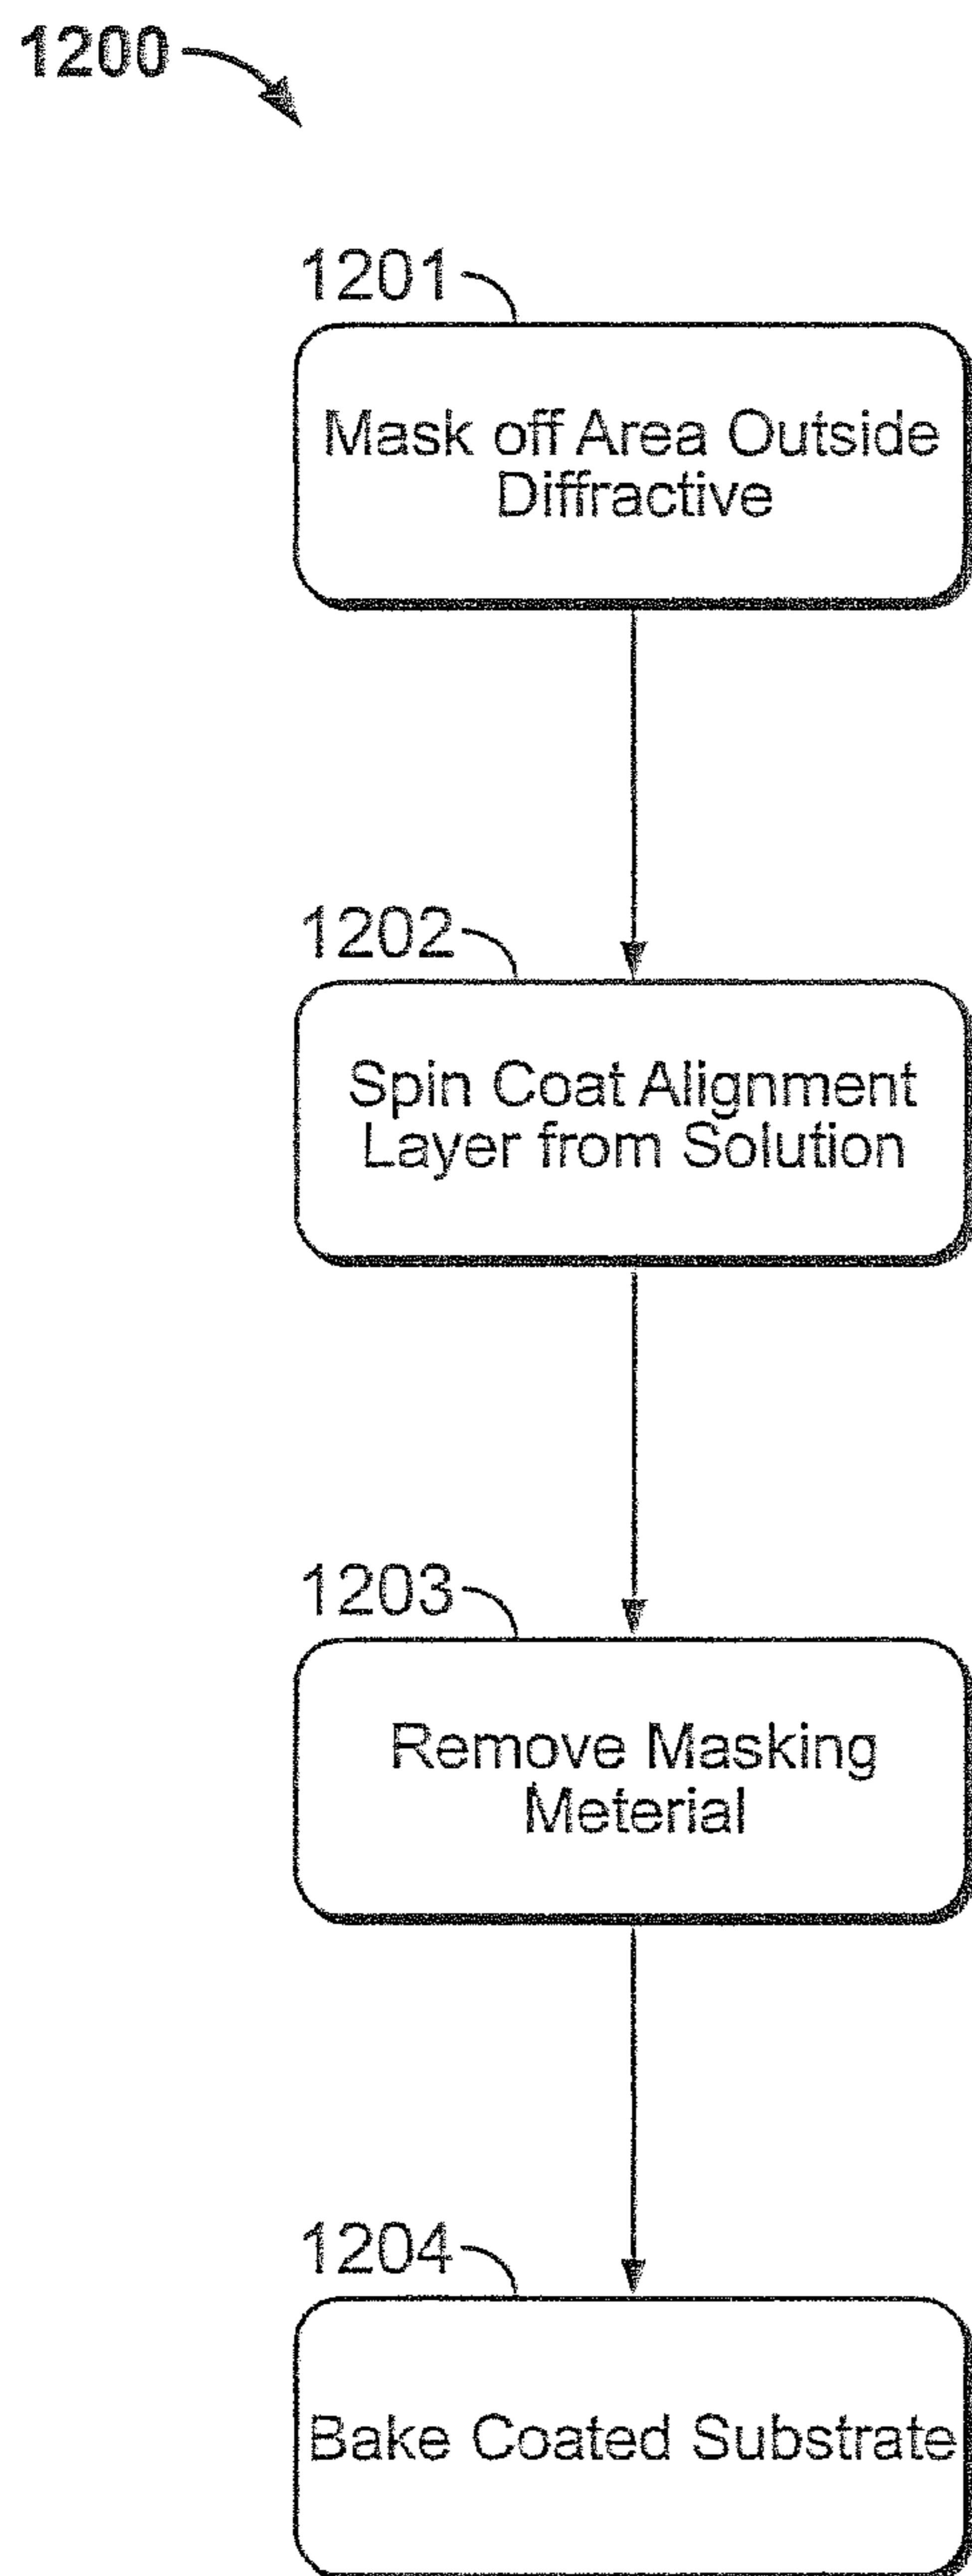 1200
1201
Mask off Area Outside
Diffractive
1202
Spin Coat Alignment
Layer from Solution
1203
Remove Masking
Meterial
1204
Bake Coated Substrate